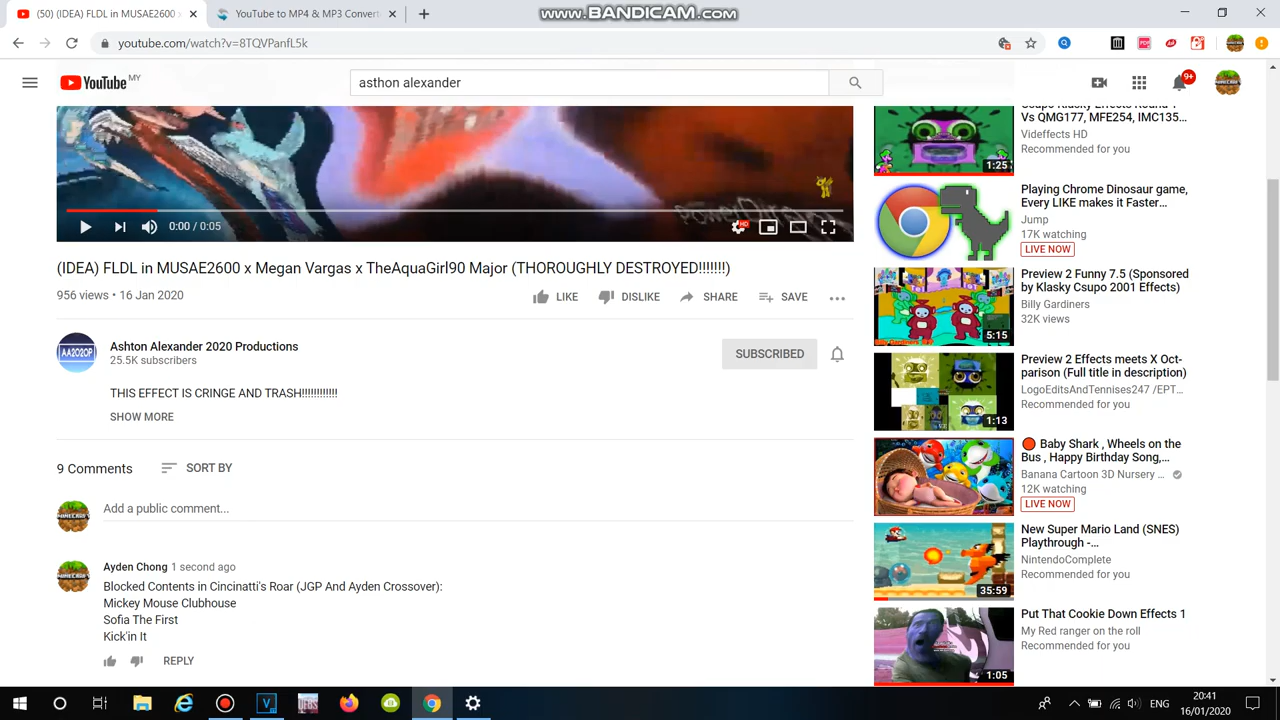 (50) (IDEA) FLDL in MUSAE2600 x
YouTube to MP4 & MP3 Convert
www.BANDICAM.com
youtube.com/watch?v=8TQVPanfL5k
YouTube MY
asthon alexander
9+
0:00 / 0:05
HD
(IDEA) FLDL in MUSAE2600 x Megan Vargas x TheAquaGirl90 Major (THOROUGHLY DESTROYED!!!!!!!)
956 views • 16 Jan 2020
LIKE
DISLIKE
SHARE
SAVE
AA2020P
Ashton Alexander 2020 Productions
25.5K subscribers
SUBSCRIBED
THIS EFFECT IS CRINGE AND TRASH!!!!!!!!!!!!
SHOW MORE
9 Comments
SORT BY
Add a public comment...
Ayden Chong 1 second ago
Blocked Contents in Cincinatti's Roar (JGP And Ayden Crossover):
Mickey Mouse Clubhouse
Sofia The First
Kick'in It
REPLY
Csupo Klasky Effects Round 1
Vs QMG177, MFE254, IMC135...
Videffects HD
Recommended for you
1:25
Playing Chrome Dinosaur game,
Every LIKE makes it Faster...
Jump
17K watching
LIVE NOW
Preview 2 Funny 7.5 (Sponsored
by Klasky Csupo 2001 Effects)
Billy Gardiners
32K views
5:15
Preview 2 Effects meets X Oct-
parison (Full title in description)
LogoEditsAndTennises247 /EPT...
Recommended for you
1:13
Baby Shark , Wheels on the
Bus , Happy Birthday Song,...
Banana Cartoon 3D Nursery ...
12K watching
LIVE NOW
New Super Mario Land (SNES)
Playthrough -...
NintendoComplete
Recommended for you
35:59
Put That Cookie Down Effects 1
My Red ranger on the roll
Recommended for you
1:05
ENG
20:41
16/01/2020